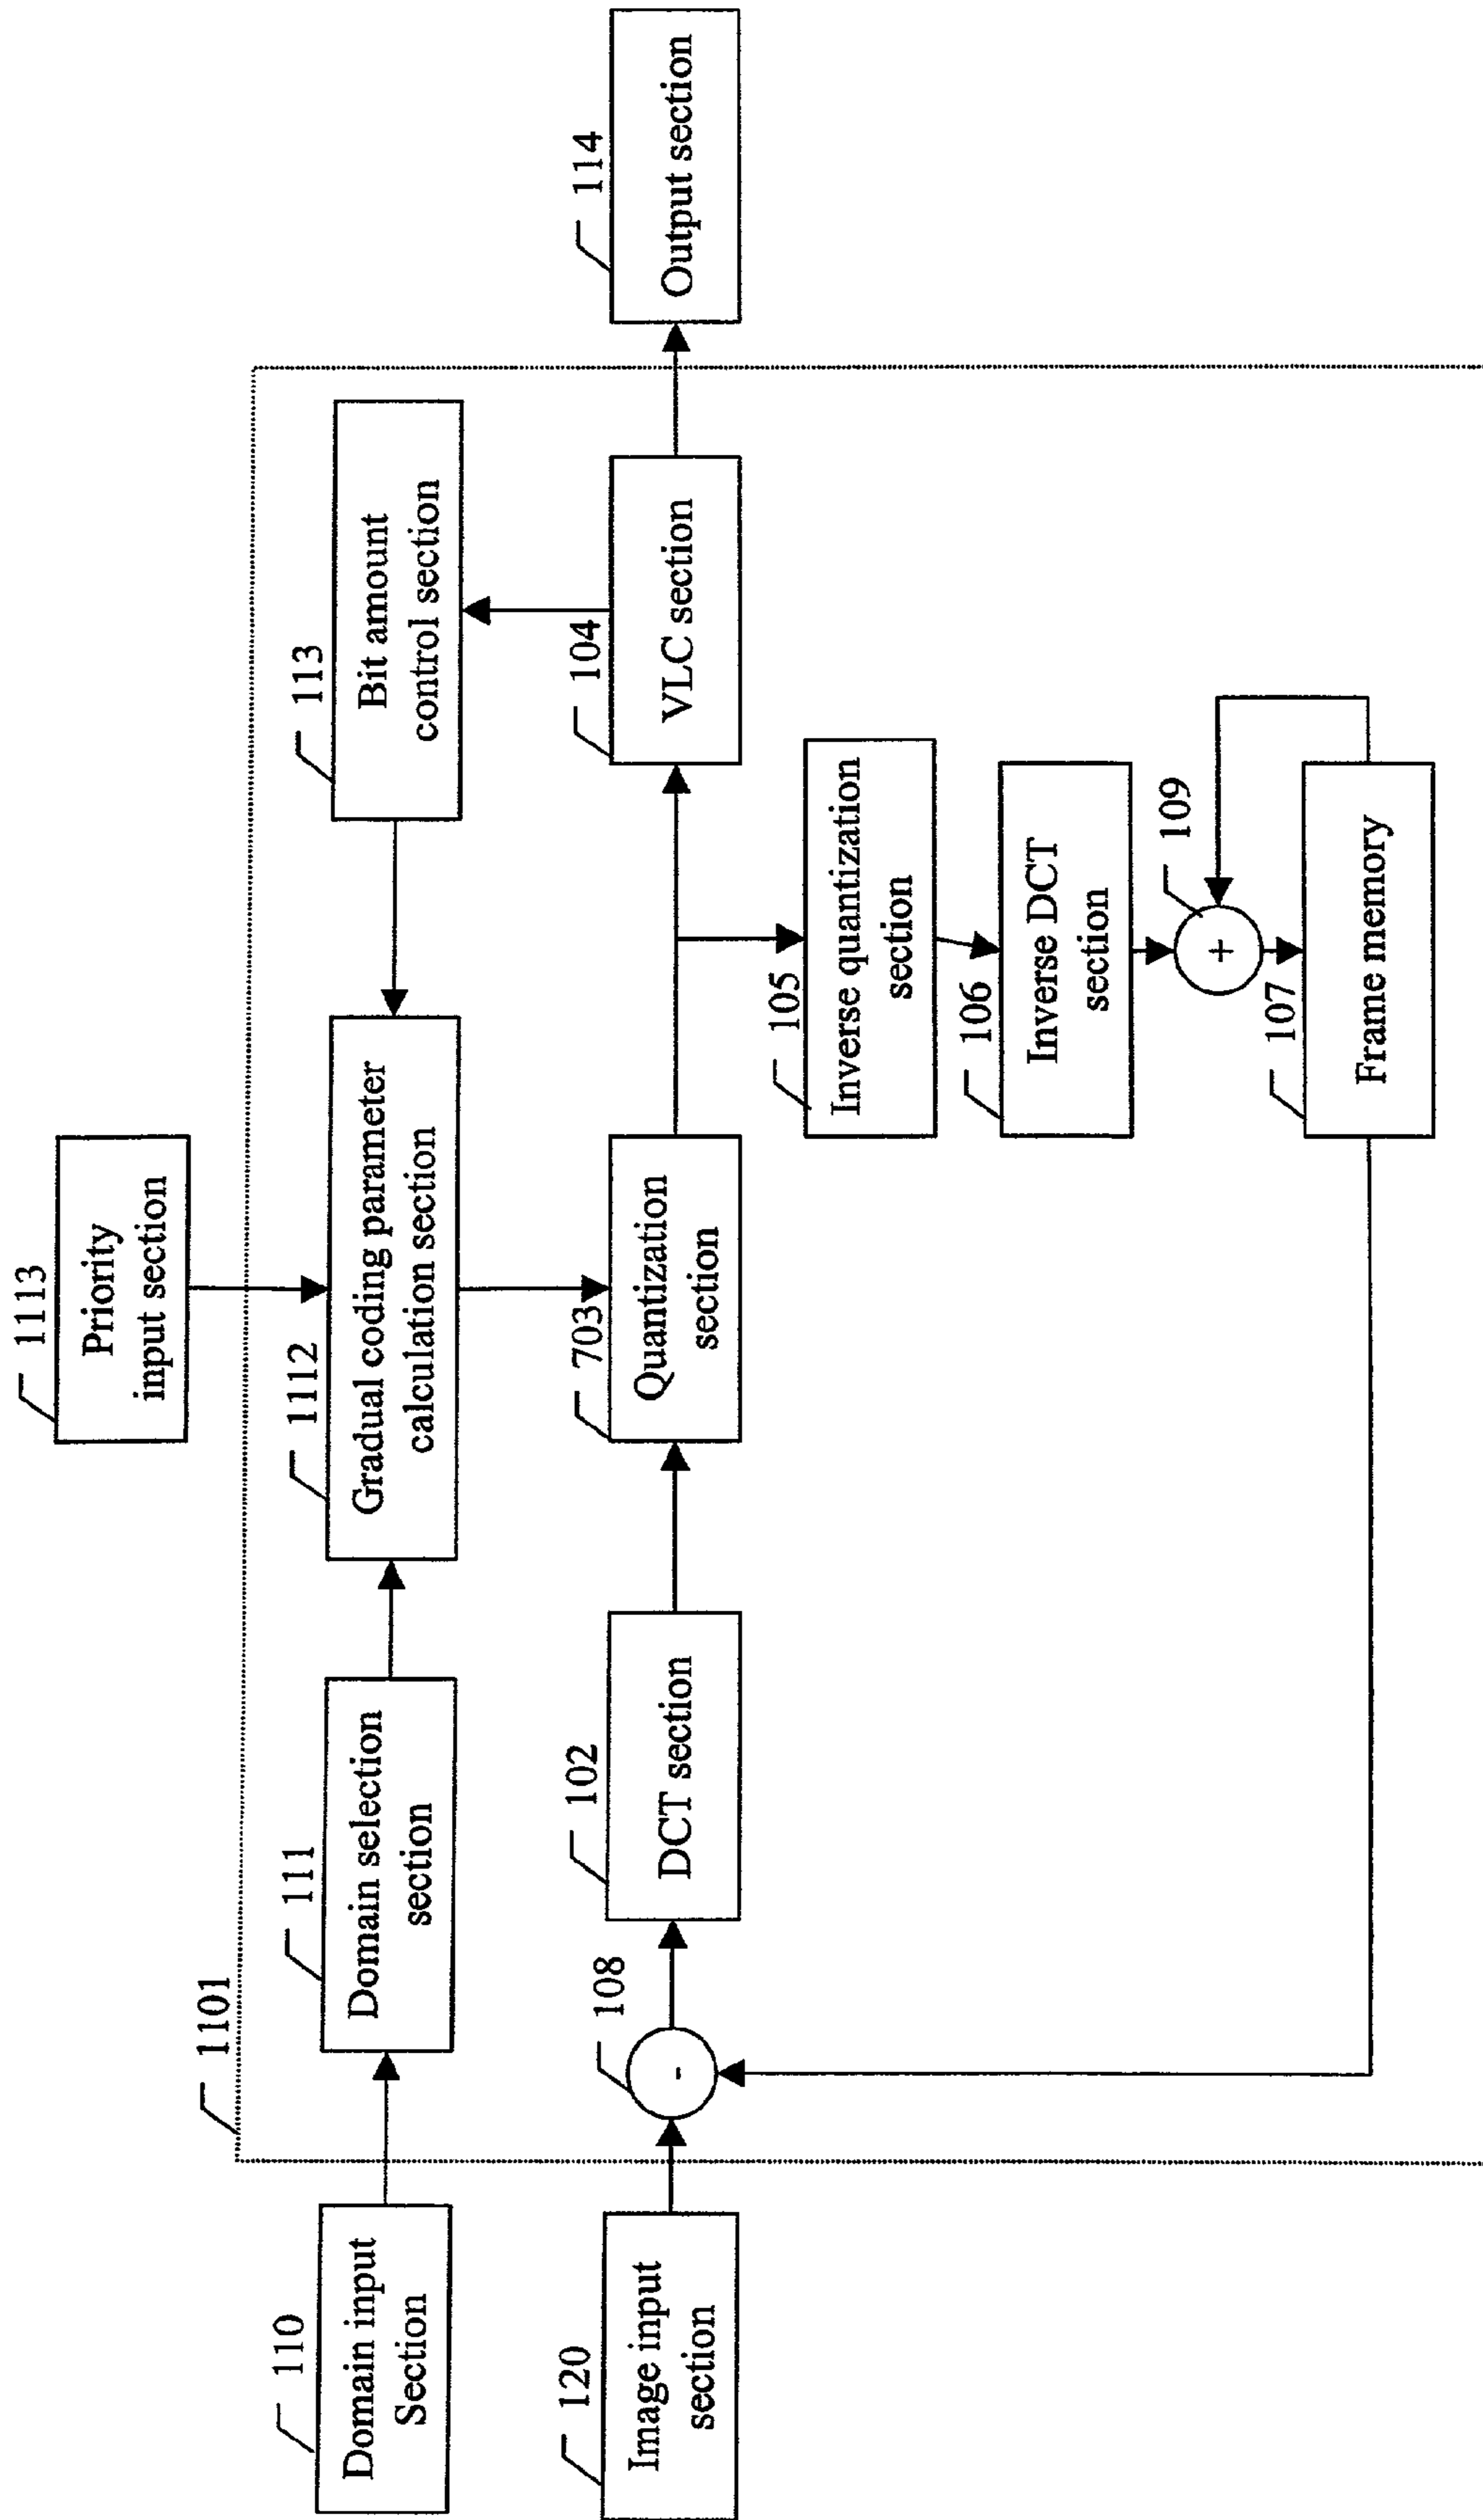 1113
Priority
input section
1101
110
Domain input
Section
111
Domain selection
section
1112
Gradual coding parameter
calculation section
113
Bit amount
control section
120
Image input
section
108
-
102
DCT section
703
Quantization
section
104
VLC section
114
Output section
105
Inverse quantization
section
106
Inverse DCT
section
109
+
107
Frame memory